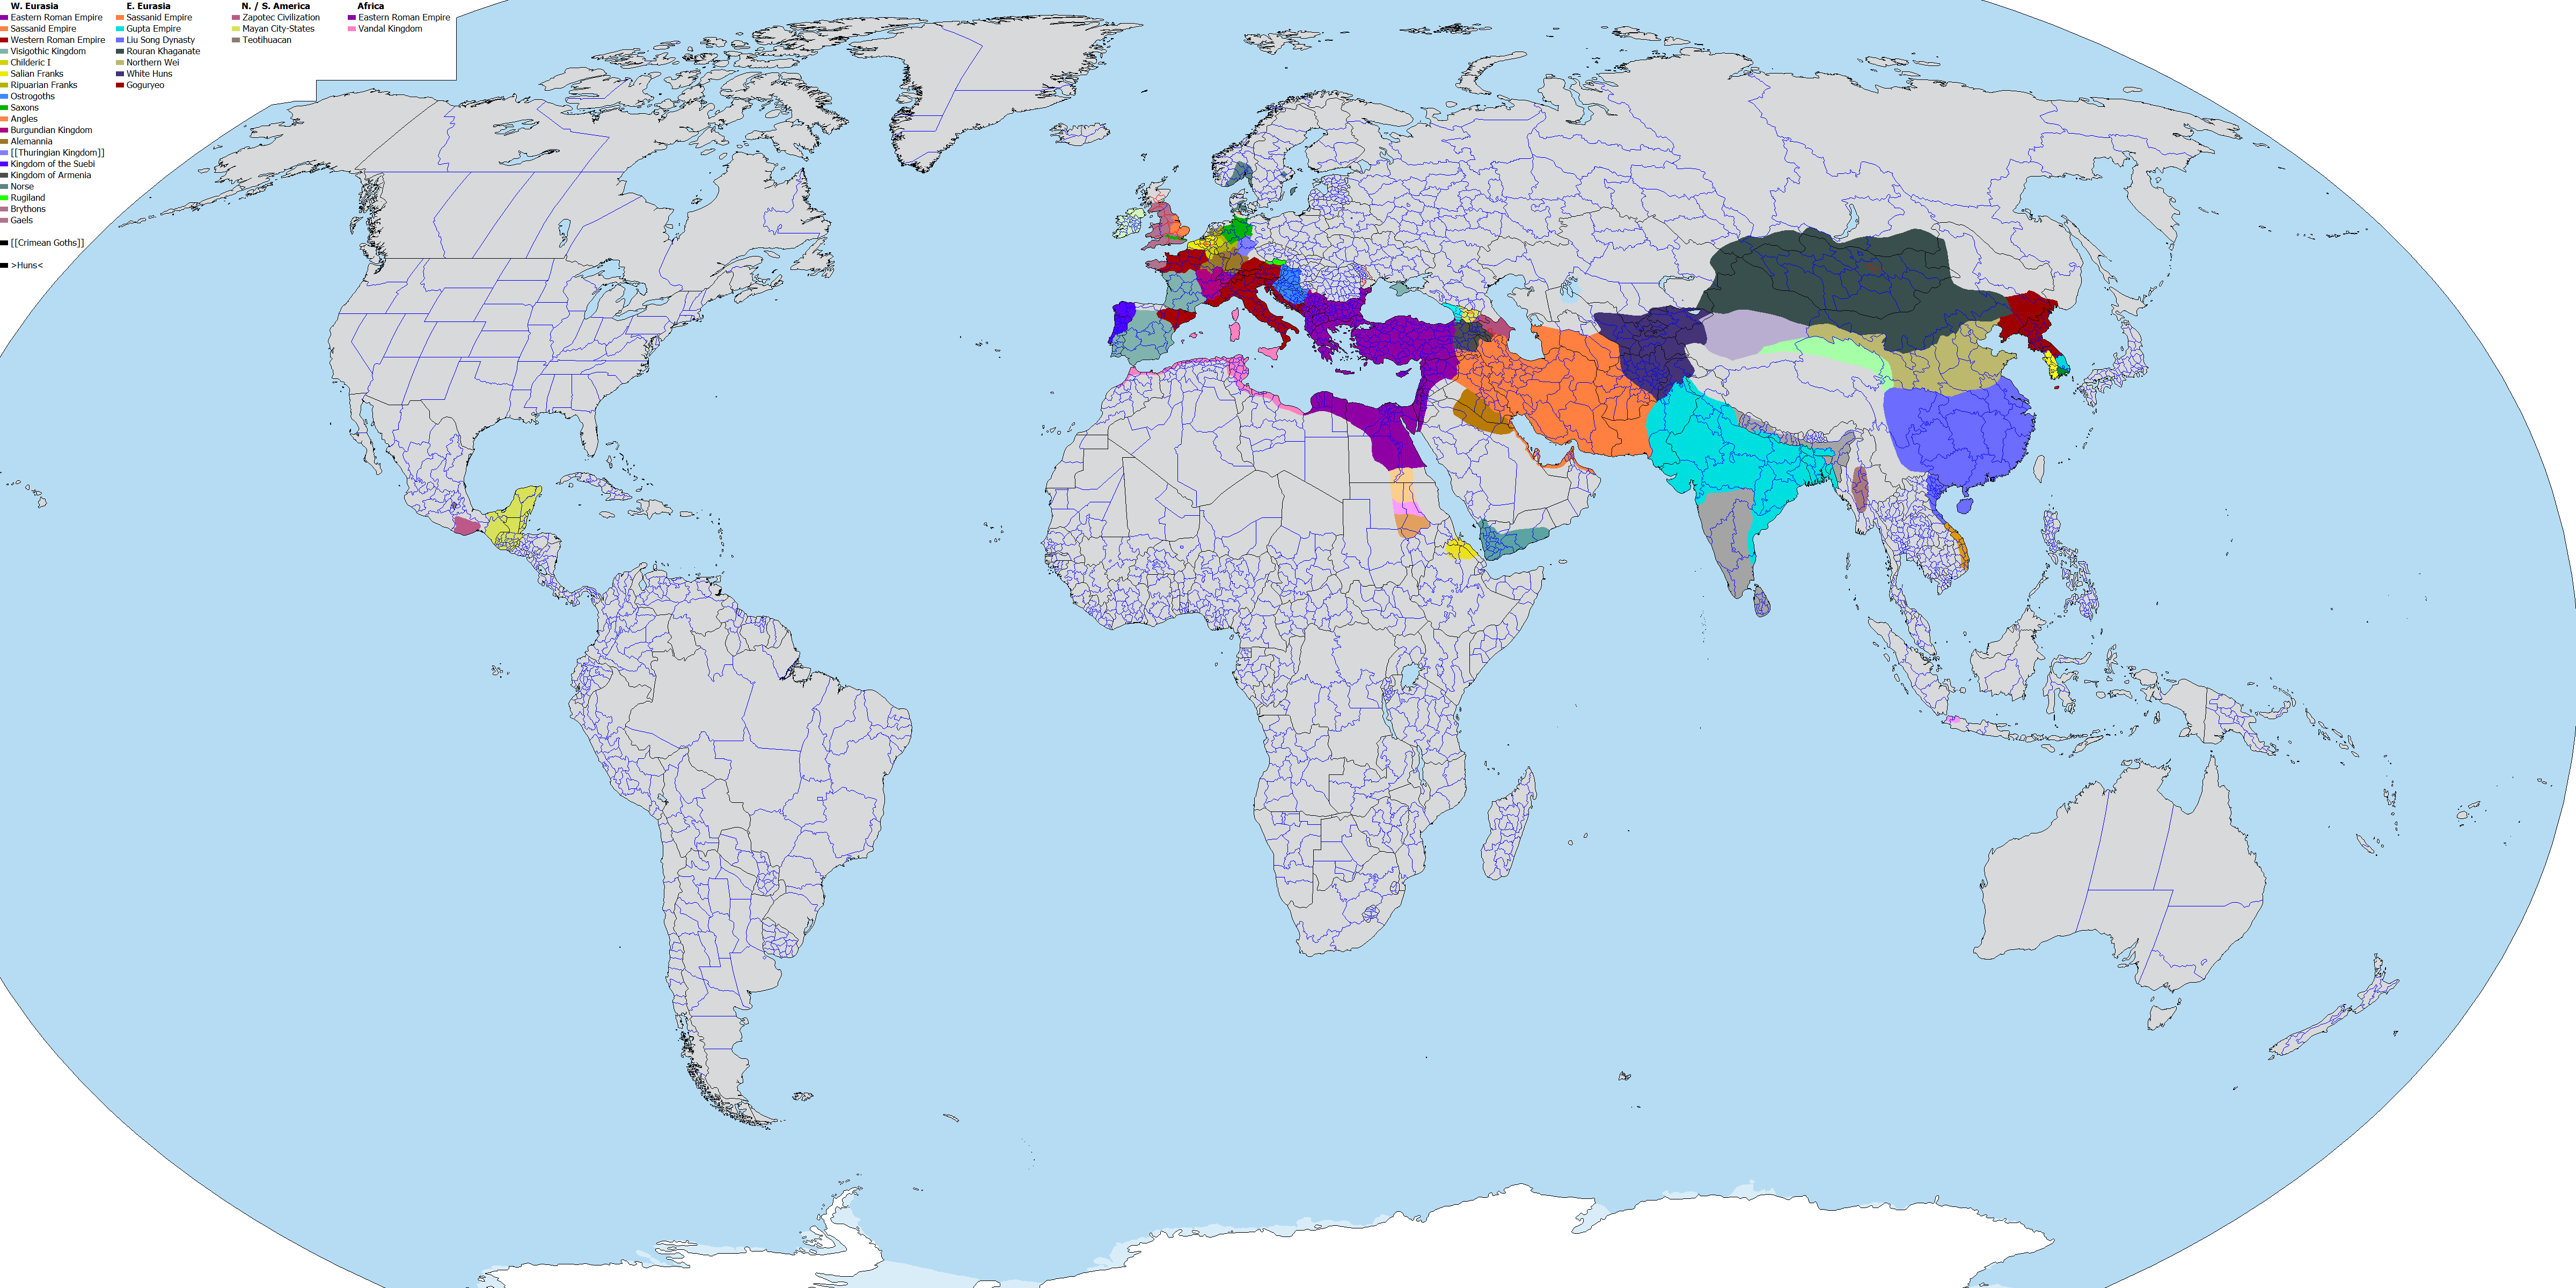 W. Eurasia
Eastern Roman Empire
Sassanid Empire
Western Roman Empire
Visigothic Kingdom
Childeric I
Salian Franks
Ripuarian Franks
Ostrogoths
Saxons
Angles
Burgundian Kingdom
Alemannia
[[Thuringian Kingdom]]
Kingdom of the Suebi
Kingdom of Armenia
Norse
Rugiland
Brythons
Gaels
[[Crimean Goths]]
>Huns<
E. Eurasia
Sassanid Empire
Gupta Empire
Liu Song Dynasty
Rouran Khaganate
Northern Wei
White Huns
Goguryeo
N. / S. America
Zapotec Civilization
Mayan City-States
Teotihuacan
Africa
Eastern Roman Empire
Vandal Kingdom